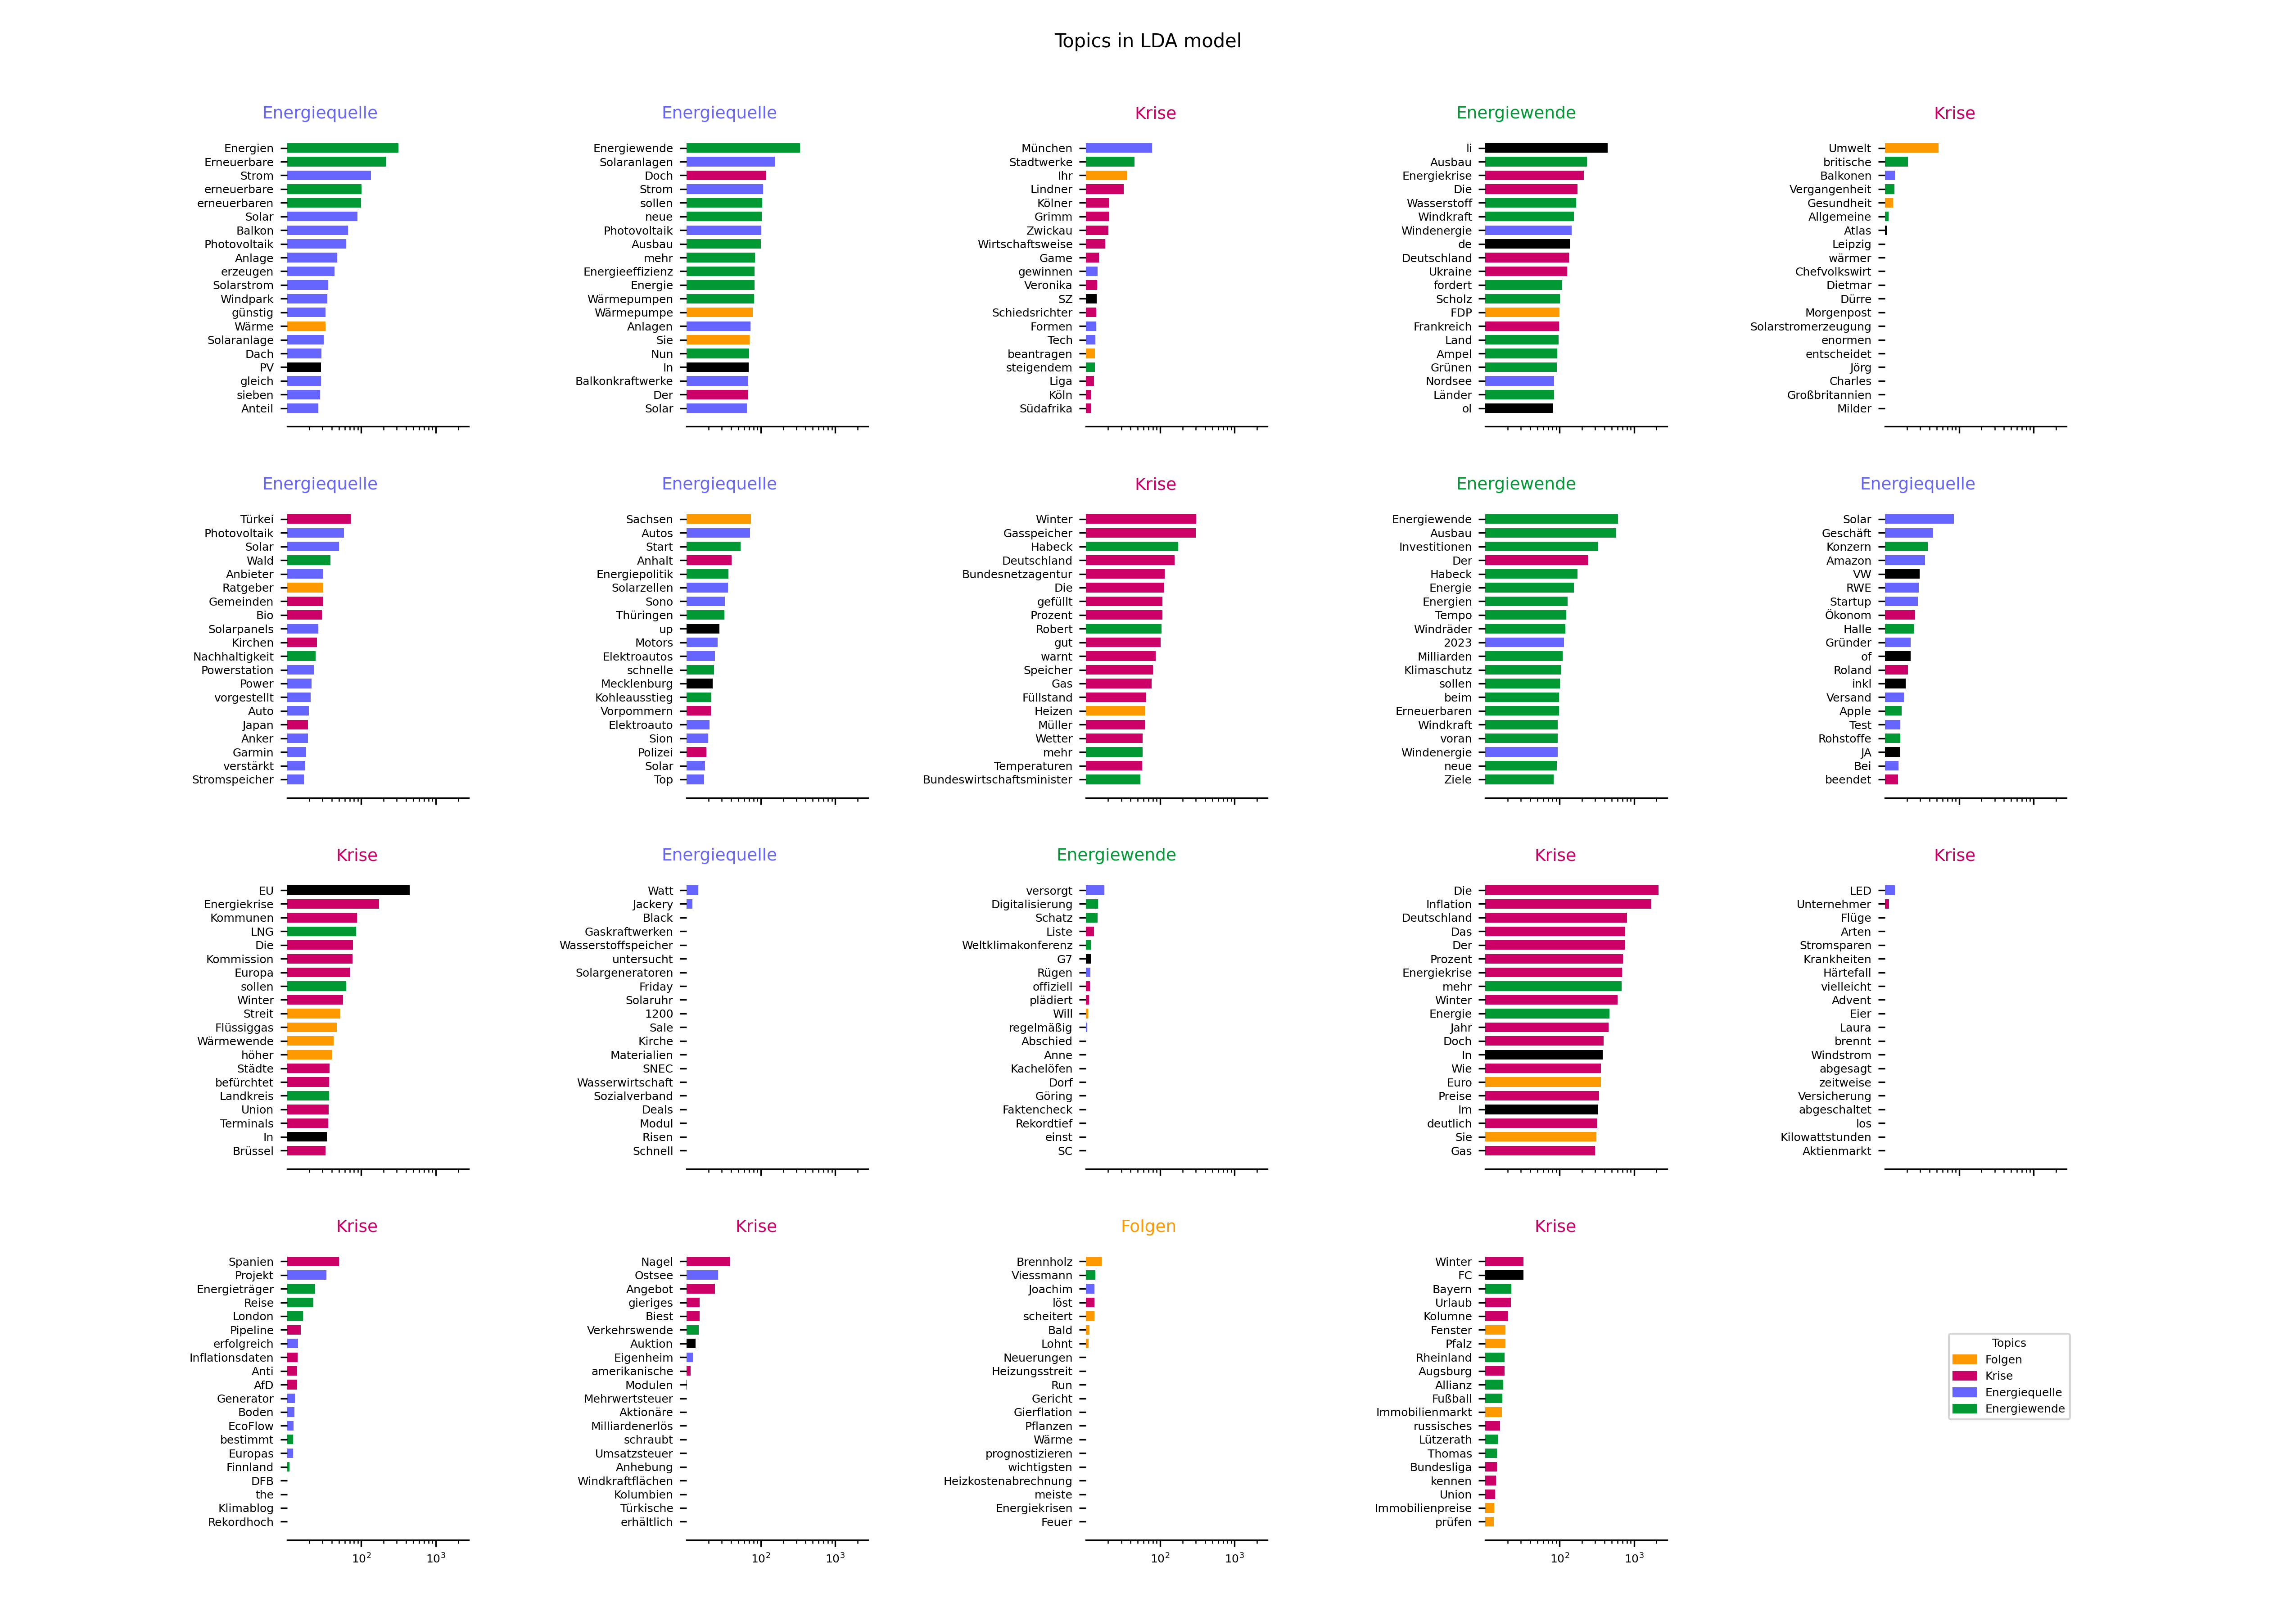 Topics in LDA model
Energiequelle
Energien
Erneuerbare
Strom
erneuerbare
erneuerbaren
Solar
Balkon
Photovoltaik
Anlage
erzeugen
Solarstrom
Windpark
günstig
Wärme
Solaranlage
Dach
PV
gleich
sieben
Anteil
Energiequelle
Energiewende
Solaranlagen
Doch
Strom
sollen
neue
Photovoltaik
Ausbau
mehr
Energieeffizienz
Energie
Wärmepumpen
Wärmepumpe
Anlagen
Sie
Nun
In
Balkonkraftwerke
Der
Solar
Krise
München
Stadtwerke
Ihr
Lindner
Kölner
Grimm
Zwickau
Wirtschaftsweise
Game
gewinnen
Veronika
SZ
Schiedsrichter
Formen
Tech
beantragen
steigendem
Liga
Köln
Südafrika
Energiewende
li
Ausbau
Energiekrise
Die
Wasserstoff
Windkraft
Windenergie
de
Deutschland
Ukraine
fordert
Scholz
FDP
Frankreich
Land
Ampel
Grünen
Nordsee
Länder
ol
Krise
Umwelt
britische
Balkonen
Vergangenheit
Gesundheit
Allgemeine
Atlas
Leipzig
wärmer
Chefvolkswirt
Dietmar
Dürre
Morgenpost
Solarstromerzeugung
enormen
entscheidet
Jörg
Charles
Großbritannien
Milder
Energiequelle
Türkei
Photovoltaik
Solar
Wald
Anbieter
Ratgeber
Gemeinden
Bio
Solarpanels
Kirchen
Nachhaltigkeit
Powerstation
Power
vorgestellt
Auto
Japan
Anker
Garmin
verstärkt
Stromspeicher
Energiequelle
Sachsen
Autos
Start
Anhalt
Energiepolitik
Solarzellen
Sono
Thüringen
up
Motors
Elektroautos
schnelle
Mecklenburg
Kohleausstieg
Vorpommern
Elektroauto
Sion
Polizei
Solar
Top
Krise
Winter
Gasspeicher
Habeck
Deutschland
Bundesnetzagentur
Die
gefüllt
Prozent
Robert
gut
warnt
Speicher
Gas
Füllstand
Heizen
Müller
Wetter
mehr
Temperaturen
Bundeswirtschaftsminister
Energiewende
Energiewende
Ausbau
Investitionen
Der
Habeck
Energie
Energien
Tempo
Windräder
2023
Milliarden
Klimaschutz
sollen
beim
Erneuerbaren
Windkraft
voran
Windenergie
neue
Ziele
Energiequelle
Solar
Geschäft
Konzern
Amazon
VW
RWE
Startup
Ökonom
Halle
Gründer
of
Roland
inkl
Versand
Apple
Test
Rohstoffe
JA
Bei
beendet
Krise
EU
Energiekrise
Kommunen
LNG
Die
Kommission
Europa
sollen
Winter
Streit
Flüssiggas
Wärmewende
höher
Städte
befürchtet
Landkreis
Union
Terminals
In
Brüssel
Energiequelle
Watt
Jackery
Black
Gaskraftwerken
Wasserstoffspeicher
untersucht
Solargeneratoren
Friday
Solaruhr
1200
Sale
Kirche
Materialien
SNEC
Wasserwirtschaft
Sozialverband
Deals
Modul
Risen
Schnell
Energiewende
versorgt
Digitalisierung
Schatz
Liste
Weltklimakonferenz
G7
Rügen
offiziell
plädiert
Will
regelmäßig
Abschied
Anne
Kachelöfen
Dorf
Göring
Faktencheck
Rekordtief
einst
SC
Krise
Die
Inflation
Deutschland
Das
Der
Prozent
Energiekrise
mehr
Winter
Energie
Jahr
Doch
In
Wie
Euro
Preise
Im
deutlich
Sie
Gas
Krise
LED
Unternehmer
Flüge
Arten
Stromsparen
Krankheiten
Härtefall
vielleicht
Advent
Eier
Laura
brennt
Windstrom
abgesagt
zeitweise
Versicherung
abgeschaltet
los
Kilowattstunden
Aktienmarkt
Krise
Spanien
Projekt
Energieträger
Reise
London
Pipeline
erfolgreich
Inflationsdaten
Anti
AfD
Generator
Boden
EcoFlow
bestimmt
Europas
Finnland
DFB
the
Klimablog
Rekordhoch
10² 10³
Krise
Nagel
Ostsee
Angebot
gieriges
Biest
Verkehrswende
Auktion
Eigenheim
amerikanische
Modulen
Mehrwertsteuer
Aktionäre
Milliardenerlös
schraubt
Umsatzsteuer
Anhebung
Windkraftflächen
Kolumbien
Türkische
erhältlich
10² 10³
Folgen
Brennholz
Viessmann
Joachim
löst
scheitert
Bald
Lohnt
Neuerungen
Heizungsstreit
Run
Gericht
Gierflation
Pflanzen
Wärme
prognostizieren
wichtigsten
Heizkostenabrechnung
meiste
Energiekrisen
Feuer
10² 10³
Krise
Winter
FC
Bayern
Urlaub
Kolumne
Fenster
Pfalz
Rheinland
Augsburg
Allianz
Fußball
Immobilienmarkt
russisches
Lützerath
Thomas
Bundesliga
kennen
Union
Immobilienpreise
prüfen
10² 10³
Topics
Folgen
Krise
Energiequelle
Energiewende